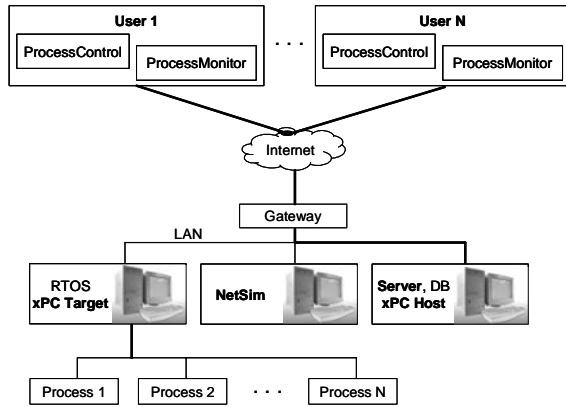 User 1
ProcessControl
ProcessMonitor
. . .
User N
ProcessControl
ProcessMonitor
Internet
Gateway
LAN
RTOS
xPC Target
NetSim
Server, DB
xPC Host
Process 1
Process 2
. . .
Process N